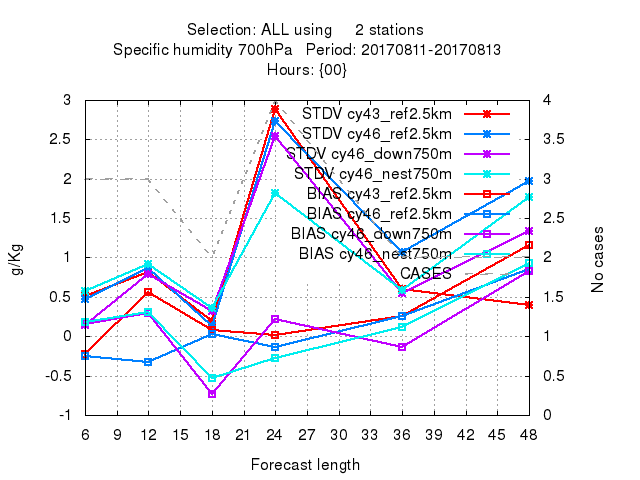 Selection: ALL using 2 stations
Specific humidity 700hPa Period: 20170811-20170813
Hours: {00}
3 4
STDV cy43_ref2.5km
STDV cy46_ref2.5km
2.5 3.5
STDV cy46_down750m
STDV cy46_nest750m
2 3
BIAS cy43_ref2.5km
BIAS cy46_ref2.5km
1.5 2.5
BIAS cy46_down750m
BIAS cy46_nest750m
1 2
CASES
0.5 1.5
0 1
-0.5 0.5
-1 0
g/Kg
No cases
6 9 12 15 18 21 24 27 30 33 36 39 42 45 48
Forecast length